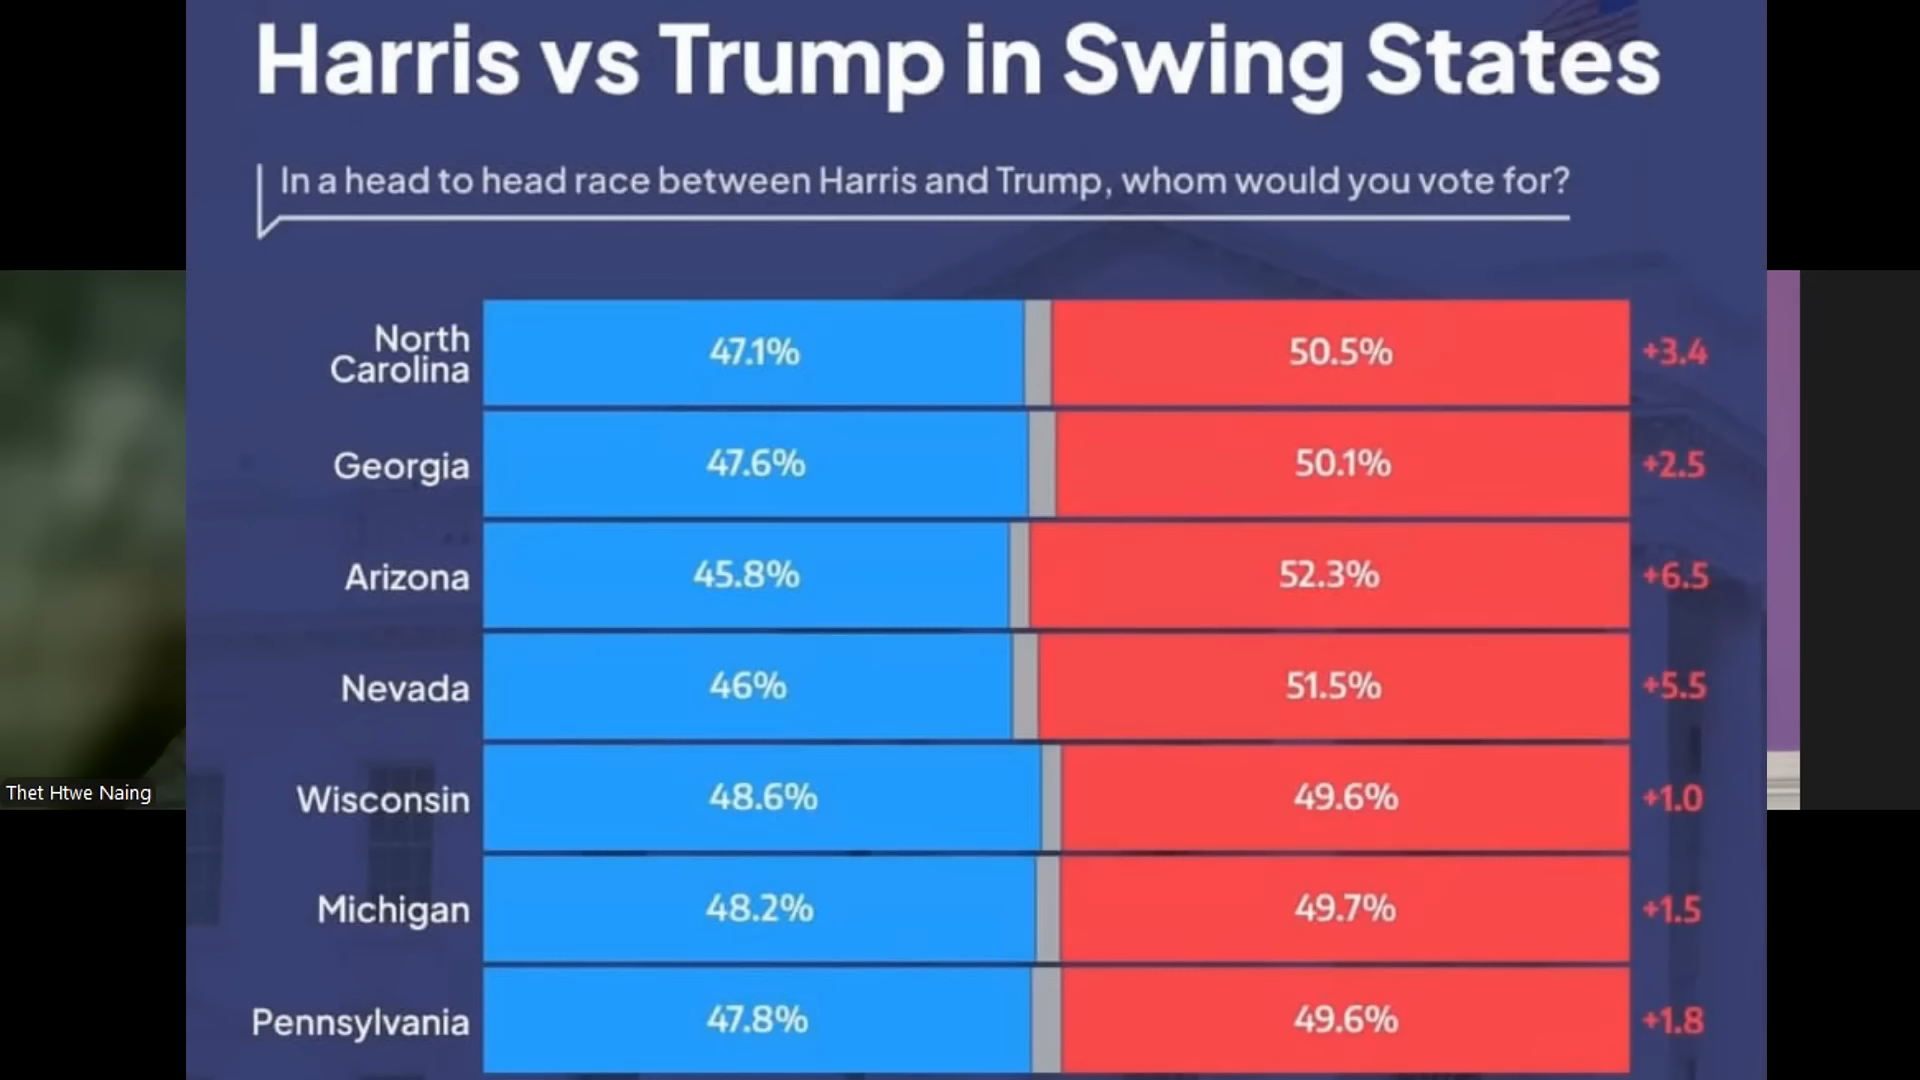 Harris vs Trump in Swing States
In a head to head race between Harris and Trump, whom would you vote for?
North
Carolina
47.1%
50.5%
+3.4
Georgia
47.6%
50.1%
+2.5
Arizona
45.8%
52.3%
+6.5
Nevada
46%
51.5%
+5.5
Wisconsin
48.6%
49.6%
+1.0
Michigan
48.2%
49.7%
+1.5
Pennsylvania
47.8%
49.6%
+1.8
Thet Htwe Naing